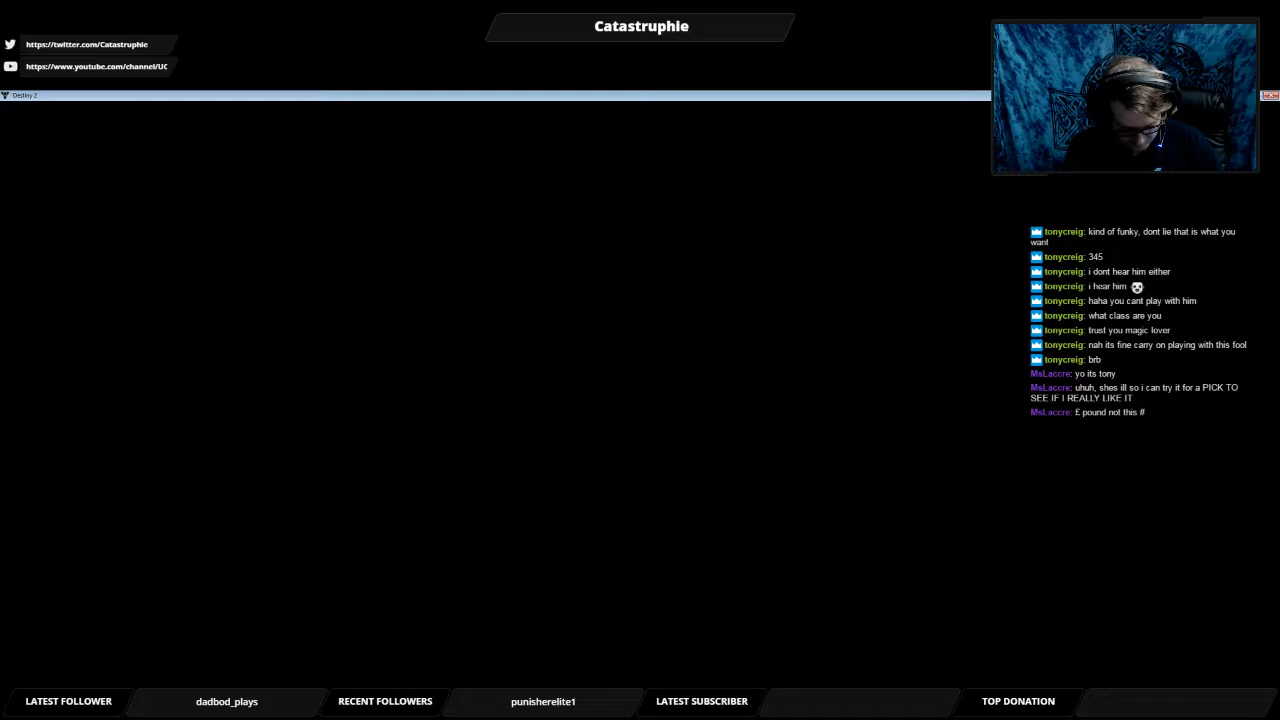 Catastruphie
https://twitter.com/Catastruphie
https://www.youtube.com/channel/UC
Destiny 2
tonycreig: kind of funky, dont lie that is what you
want
tonycreig: 345
tonycreig: i dont hear him either
tonycreig: i hear him
tonycreig: haha you cant play with him
tonycreig: what class are you
tonycreig: trust you magic lover
tonycreig: nah its fine carry on playing with this fool
tonycreig: brb
MsLaccre: yo its tony
MsLaccre: uhuh, shes ill so i can try it for a PICK TO
SEE IF I REALLY LIKE IT
MsLaccre: £ pound not this #
LATEST FOLLOWER
dadbod_plays
RECENT FOLLOWERS
punisherelite1
LATEST SUBSCRIBER
TOP DONATION